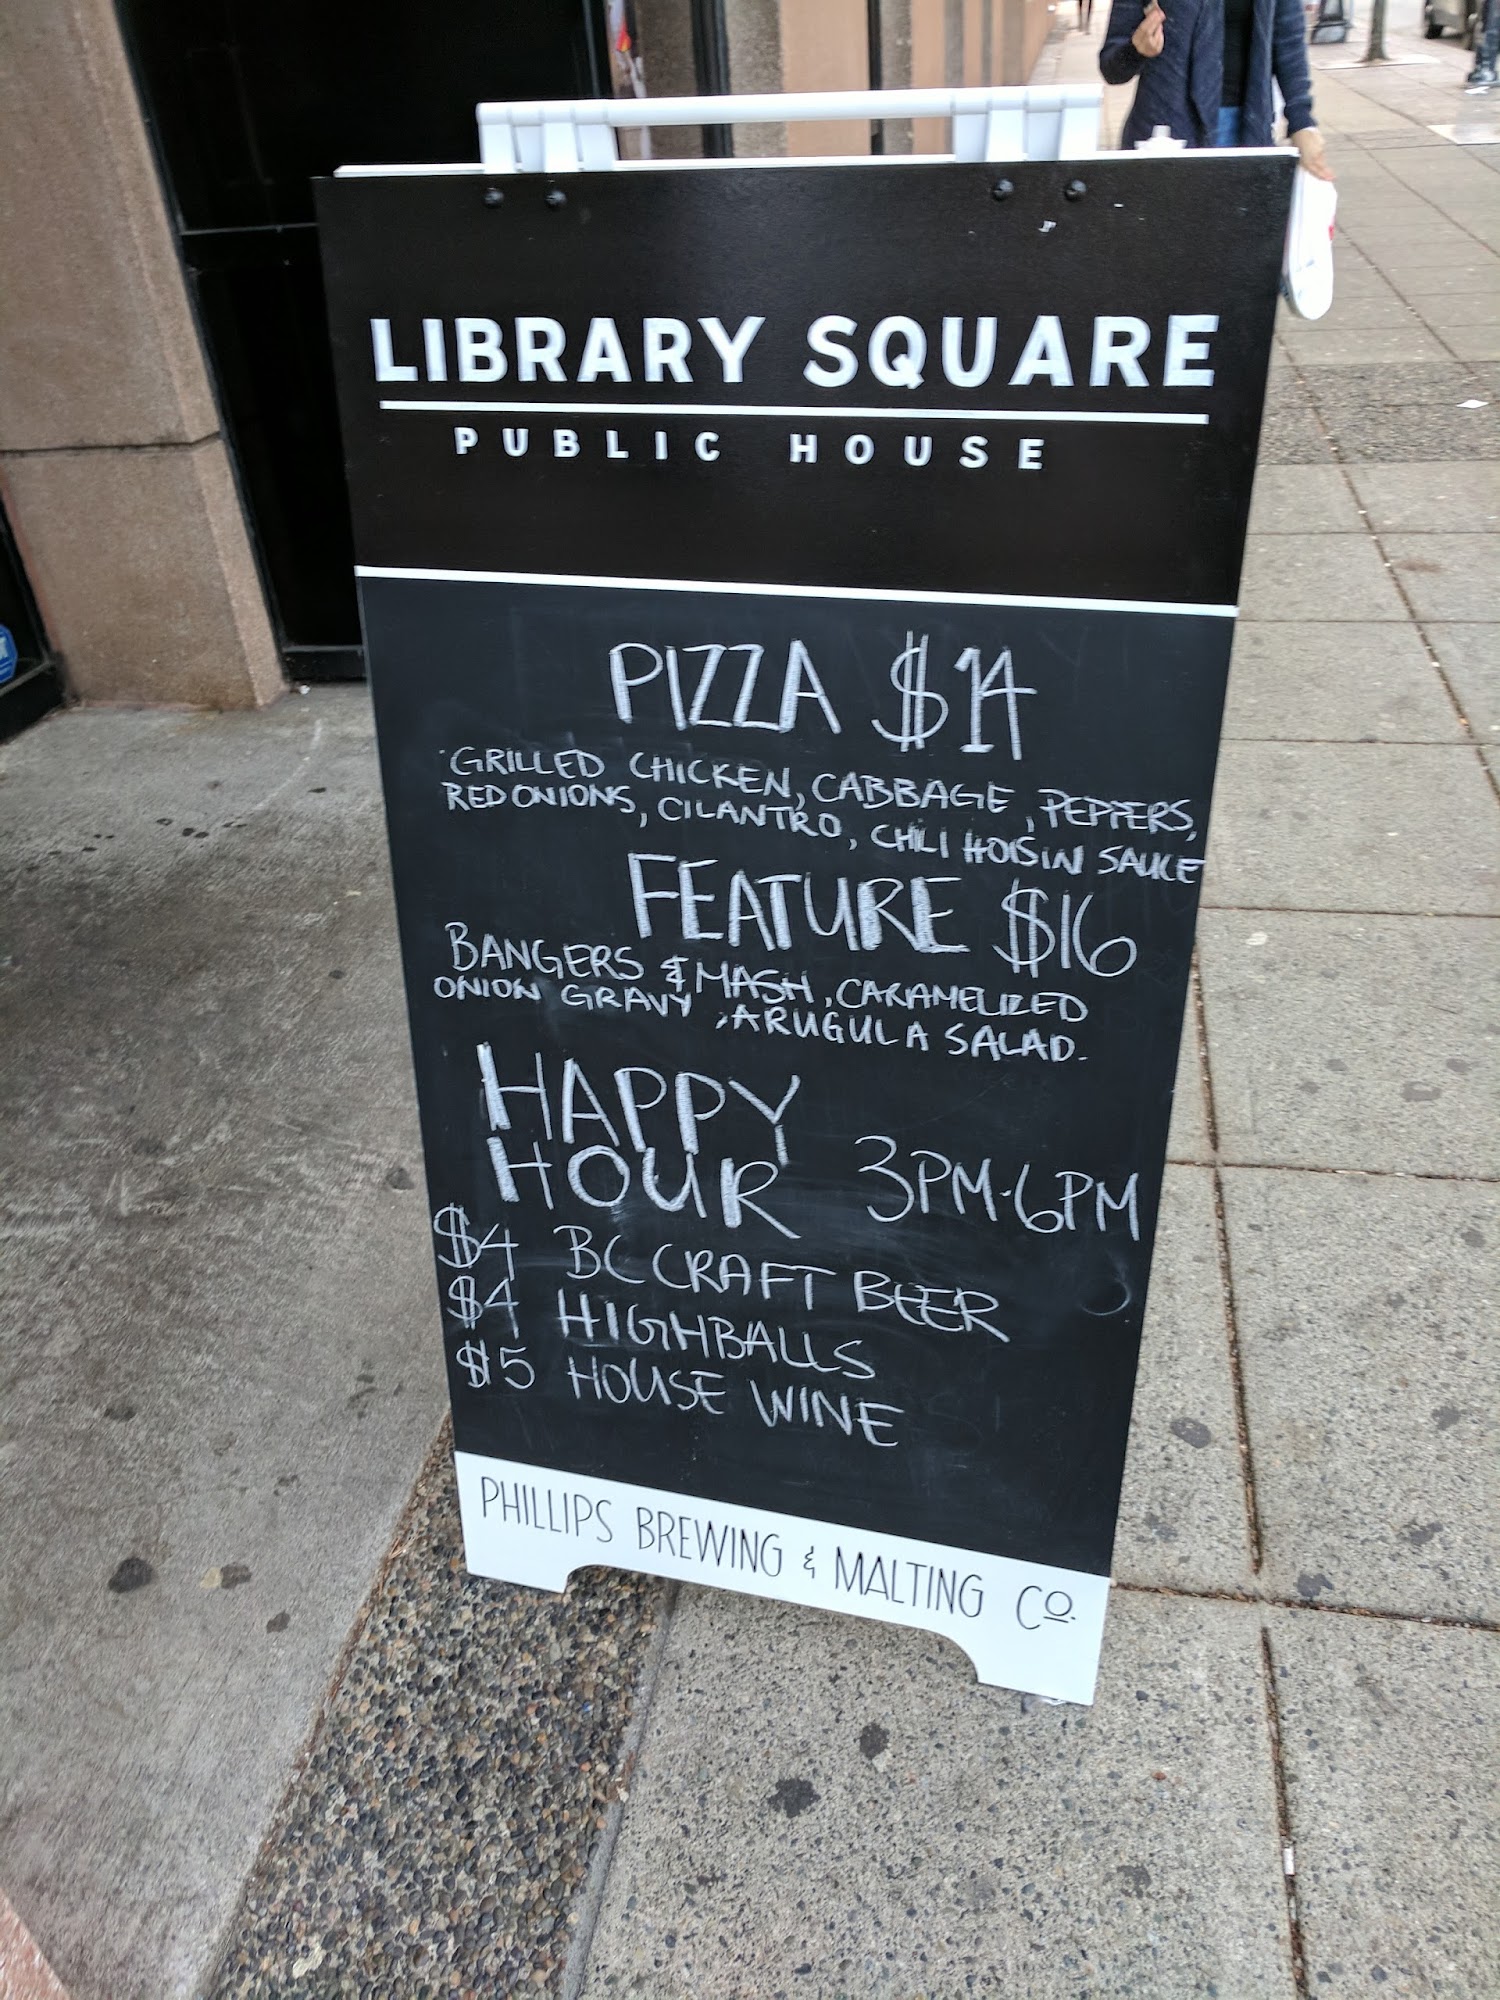 LIBRARY SQUARE
PUBLIC HOUSE
PIZZA $14
GRILLED CHICKEN, CABBAGE, PEPPERS,
RED ONIONS, CILANTRO, CHILI HOISIN SAUCE
FEATURE $16
BANGERS & MASH, CARAMELIZED
ONION GRAVY, ARUGULA SALAD.
HAPPY
HOUR 3PM-6PM
$4 BC CRAFT BEER
$4 HIGHBALLS
$5 HOUSE WINE
PHILLIPS BREWING & MALTING CO.